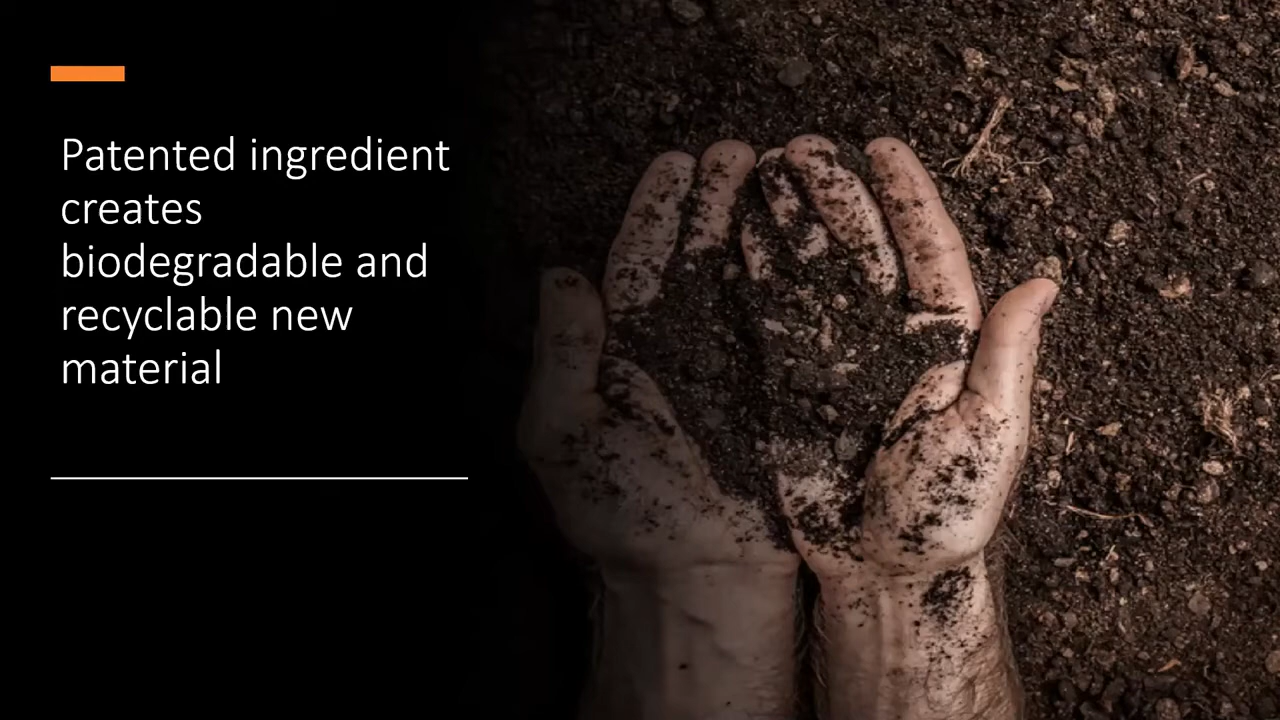 Patented ingredient
creates
biodegradable and
recyclable new
material